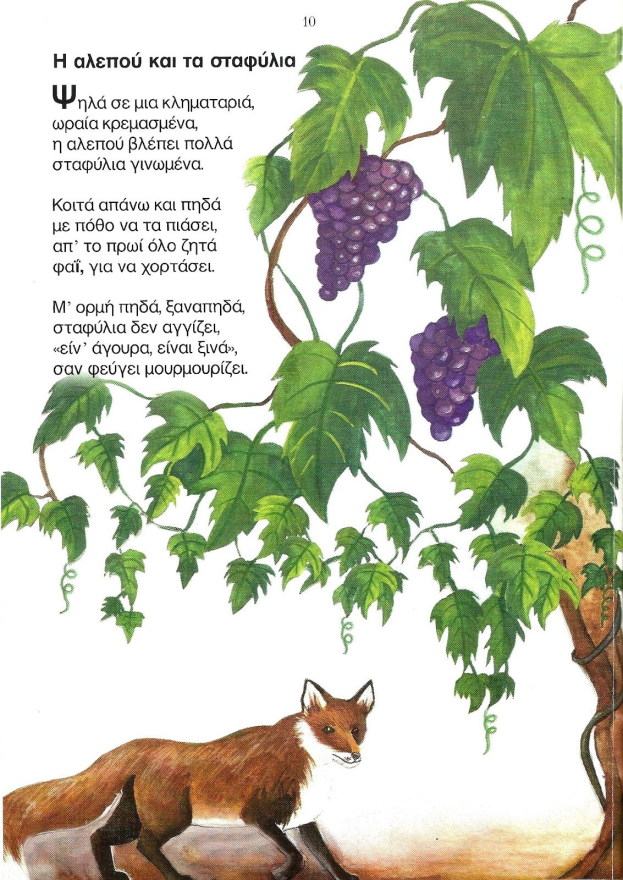 10
Η αλεπού και τα σταφύλια
Ψηλά σε μια κληματαριά,
ωραία κρεμασμένα,
η αλεπού βλέπει πολλά
σταφύλια γινωμένα.
Κοιτά απάνω και πηδά
με πόθο να τα πιάσει,
απ' το πρωί όλο ζητά
φαΐ, για να χορτάσει.
Μ' ορμή πηδά, ξαναπηδά,
σταφύλια δεν αγγίζει,
«είν' άγουρα, είναι ξινά»,
σαν φεύγει μουρμουρίζει.